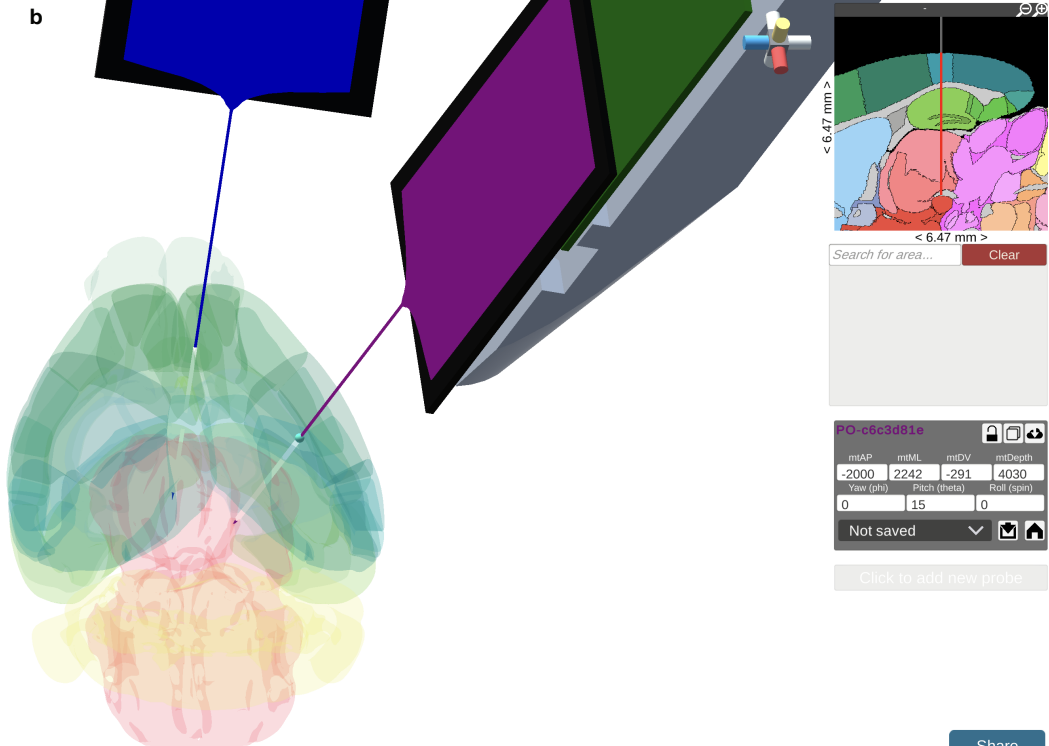 b
-
< 6.47 mm >
< 6.47 mm >
Search for area...
Clear
PO-c6c3d81e
mtAP mtML mtDV mtDepth
-2000 2242 -291 4030
Yaw (phi) Pitch (theta) Roll (spin)
0 15 0
Not saved
Click to add new probe
Share